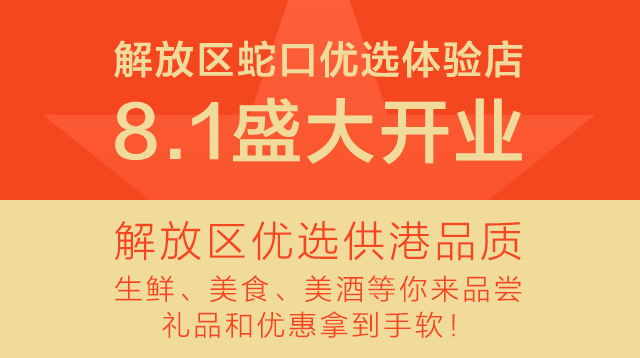 解放区蛇口优选体验店
8.1盛大开业
解放区优选供港品质
生鲜、美食、美酒等你来品尝
礼品和优惠拿到手软！